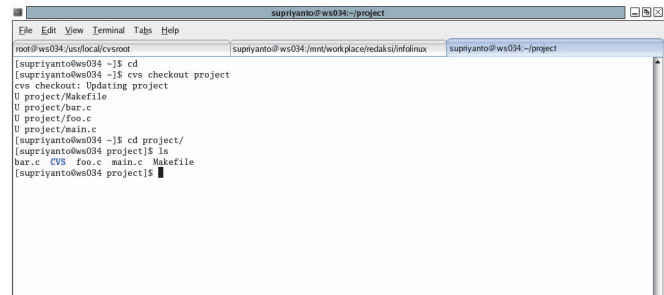 supriyanto@ws034:~/project
File Edit View Terminal Tabs Help
root@ws034:/usr/local/cvsroot supriyanto@ws034:/mnt/workplace/redaksi/infolinux supriyanto@ws034:~/project
[supriyanto@ws034 ~]$ cd
[supriyanto@ws034 ~]$ cvs checkout project
cvs checkout: Updating project
U project/Makefile
U project/bar.c
U project/foo.c
U project/main.c
[supriyanto@ws034 ~]$ cd project/
[supriyanto@ws034 project]$ ls
bar.c CVS foo.c main.c Makefile
[supriyanto@ws034 project]$